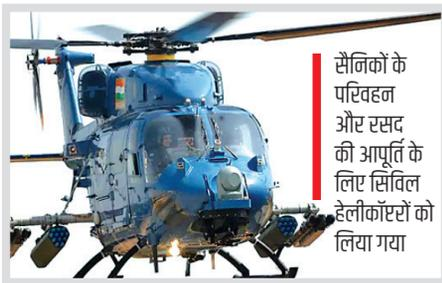 सैनिकों के
परिवहन
और रसद
की आपूर्ति के
लिए सिविल
हेलीकॉप्टरों को
लिया गया